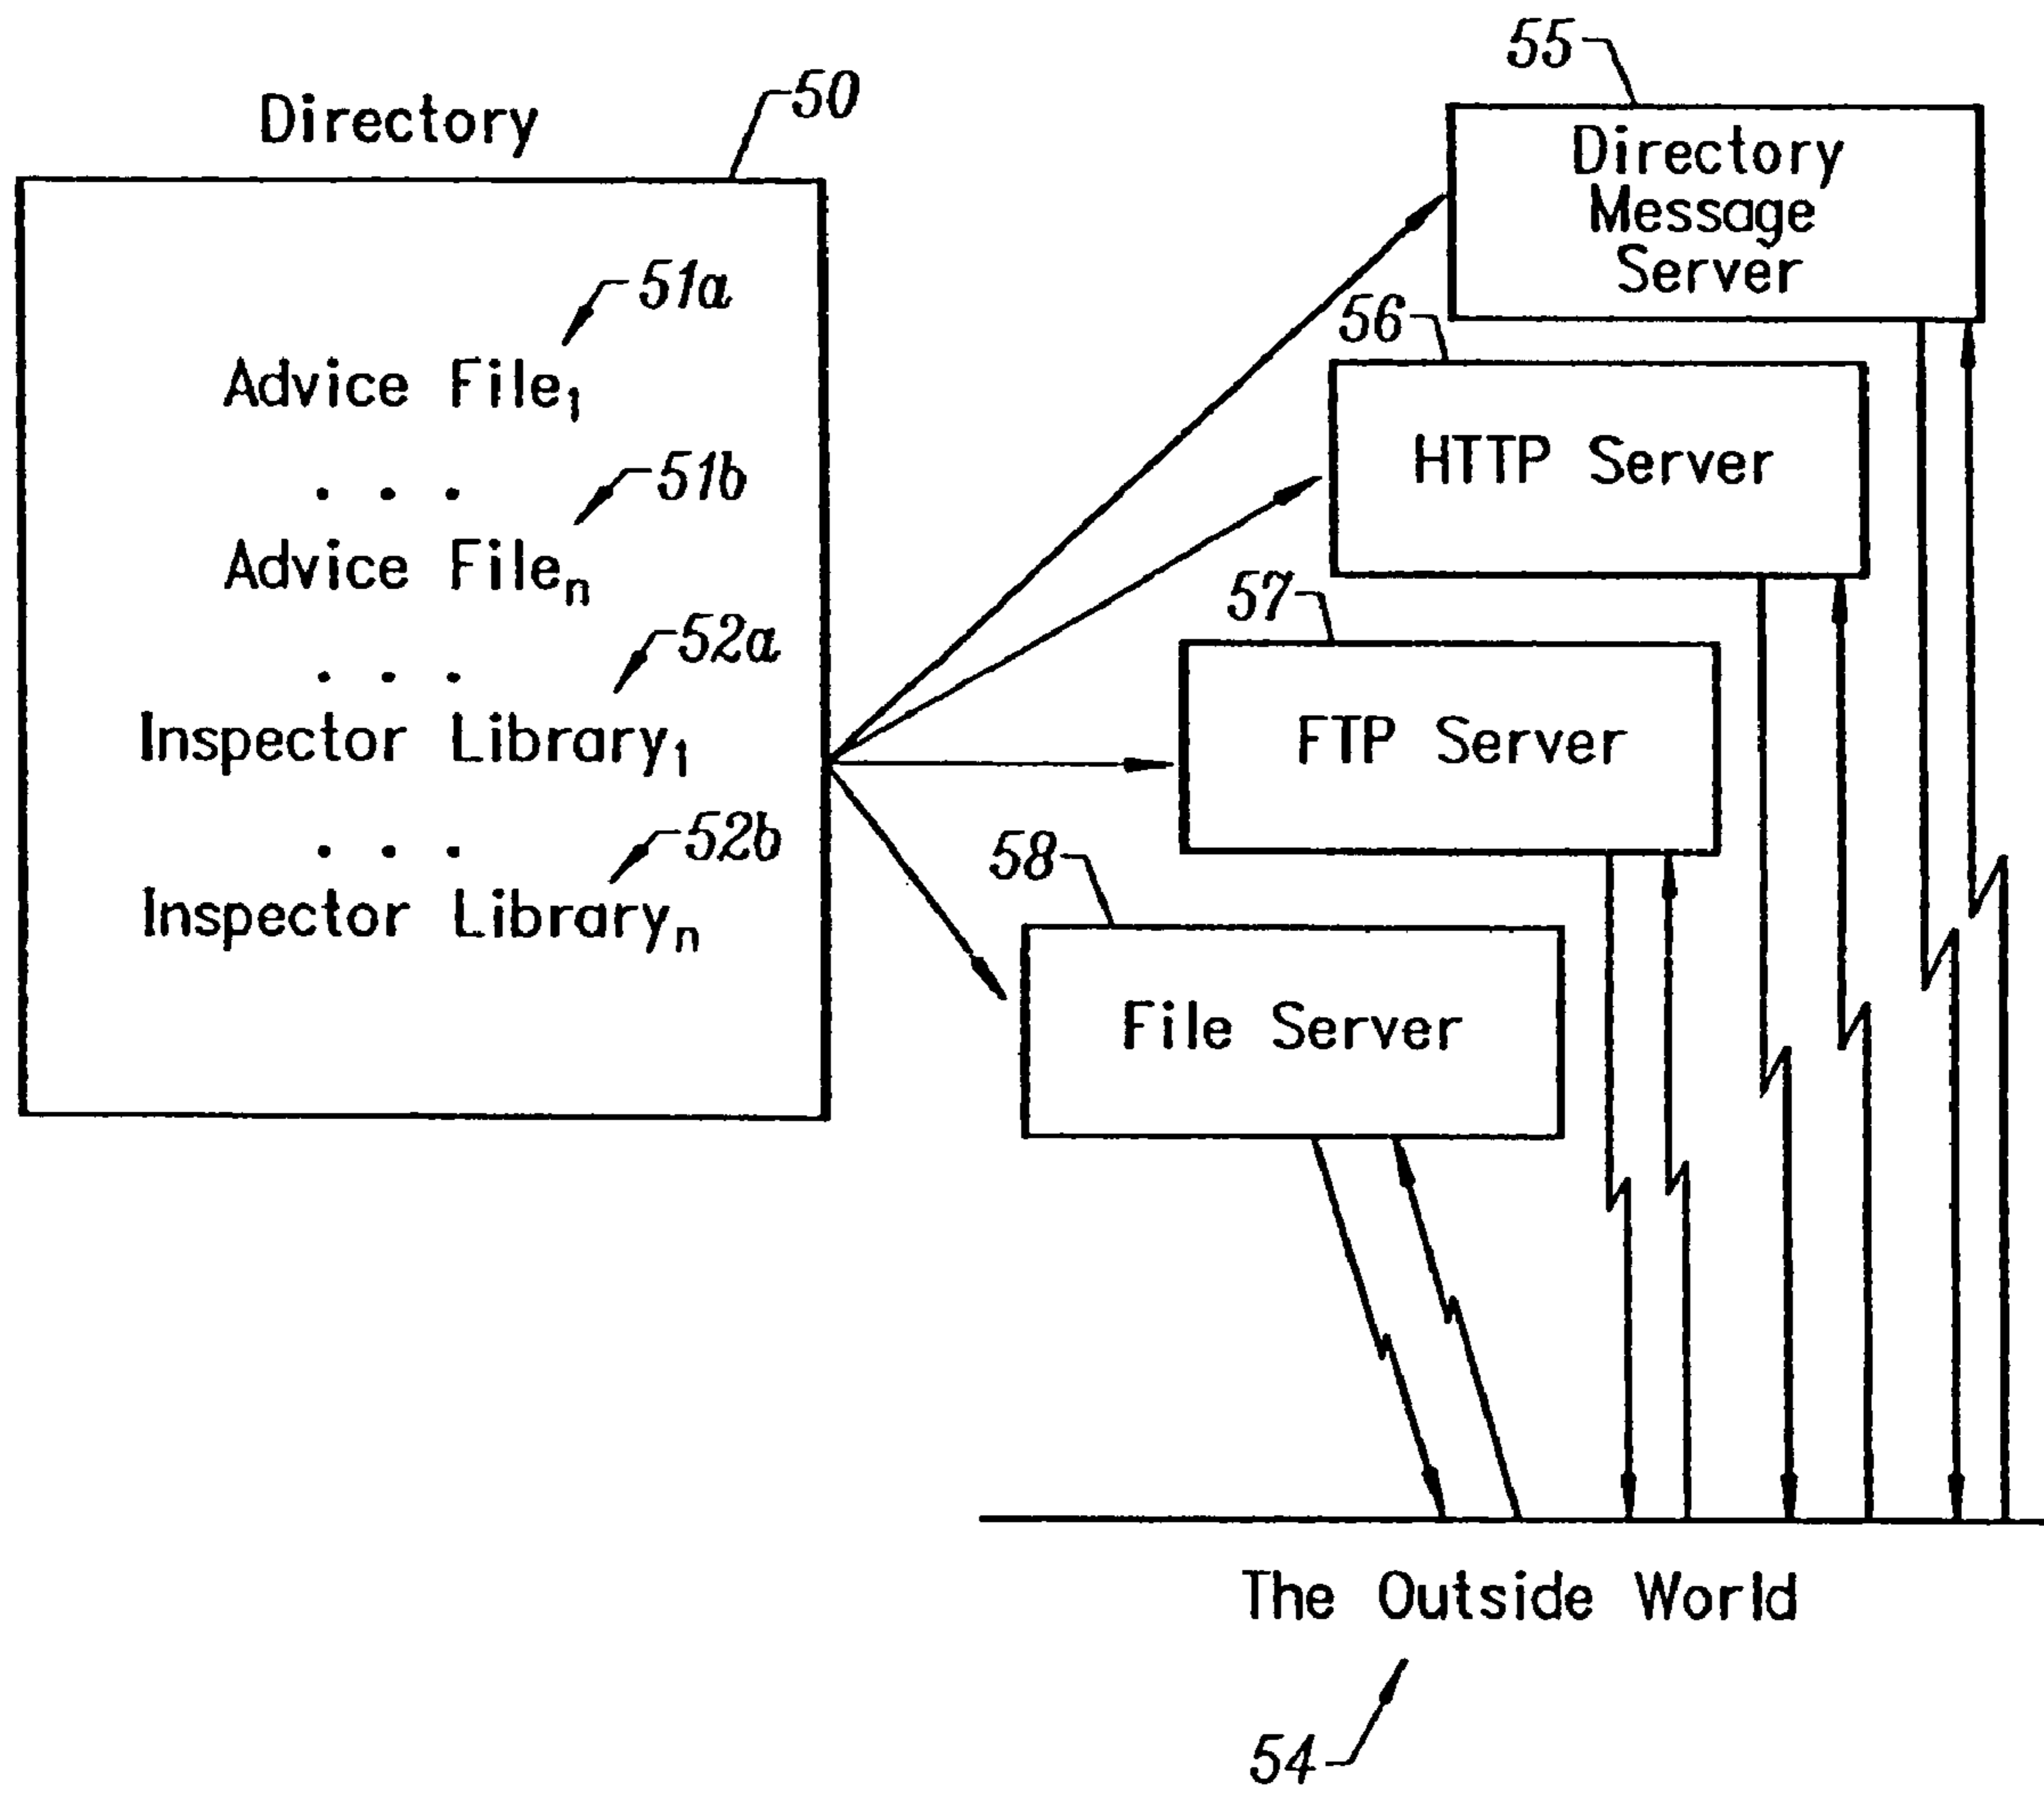 Directory
50
51a
Advice File1
. . .
51b
Advice Filen
. . .
52a
Inspector Library1
. . .
52b
Inspector Libraryn
55
Directory
Message
Server
56
HTTP Server
57
FTP Server
58
File Server
The Outside World
54